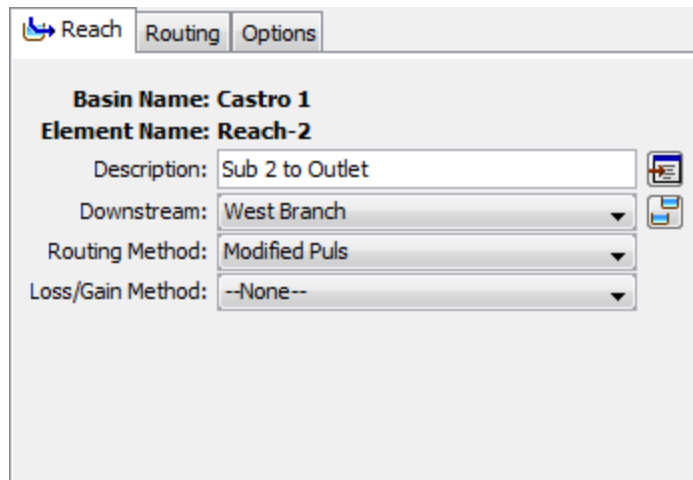 Reach Routing Options
Basin Name: Castro 1
Element Name: Reach-2
Description: Sub 2 to Outlet
Downstream: West Branch
Routing Method: Modified Puls
Loss/Gain Method: --None--